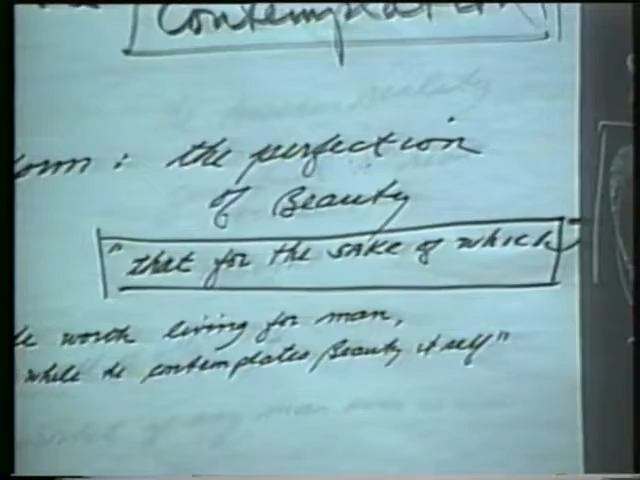 Contemplation
orm : the perfection
of Beauty
"that for the sake of which
le worth living for man,
while he contemplates Beauty itself"